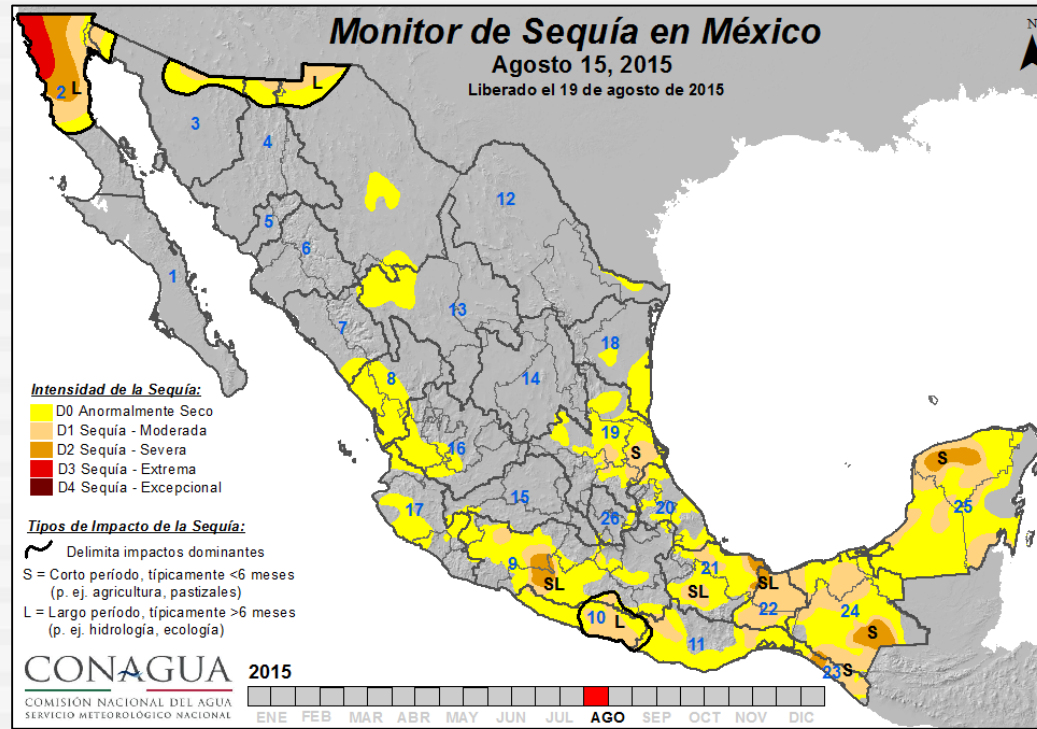 Monitor de Sequía en México
Agosto 15, 2015
Liberado el 19 de agosto de 2015
N
2
L
L
3
4
12
5
6
1
13
7
18
8
14
19
S
16
S
25
17
15
26
20
9
SL
21
SL
SL
22
24
10
L
11
S
23
S
Intensidad de la Sequía:
D0 Anormalmente Seco
D1 Sequía - Moderada
D2 Sequía - Severa
D3 Sequía - Extrema
D4 Sequía - Excepcional
Tipos de Impacto de la Sequía:
Delimita impactos dominantes
S = Corto período, típicamente <6 meses
(p. ej. agricultura, pastizales)
L = Largo período, típicamente >6 meses
(p. ej. hidrología, ecología)
CONAGUA
COMISIÓN NACIONAL DEL AGUA
SERVICIO METEOROLÓGICO NACIONAL
2015
ENE FEB MAR ABR MAY JUN JUL AGO SEP OCT NOV DIC